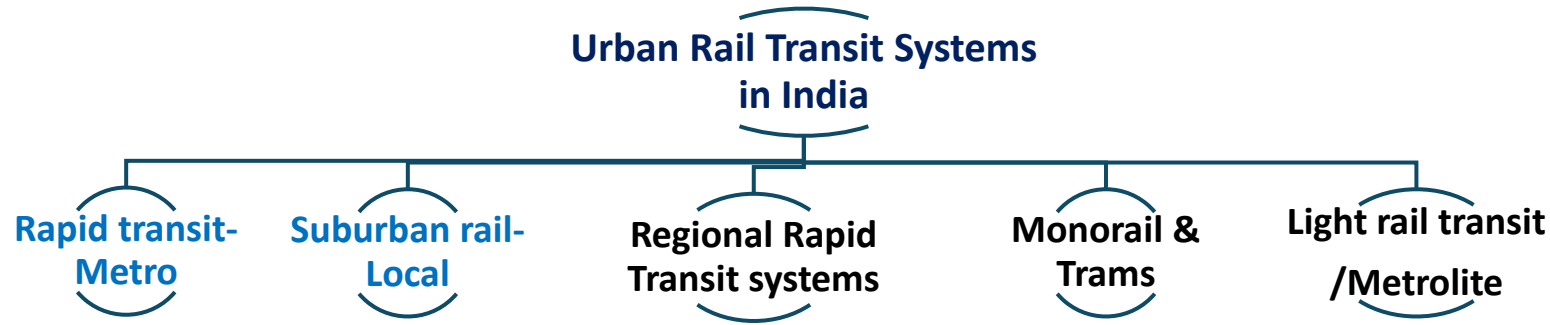 Urban Rail Transit Systems
in India
Rapid transit-
Metro
Suburban rail-
Local
Regional Rapid
Transit systems
Monorail &
Trams
Light rail transit
/Metrolite